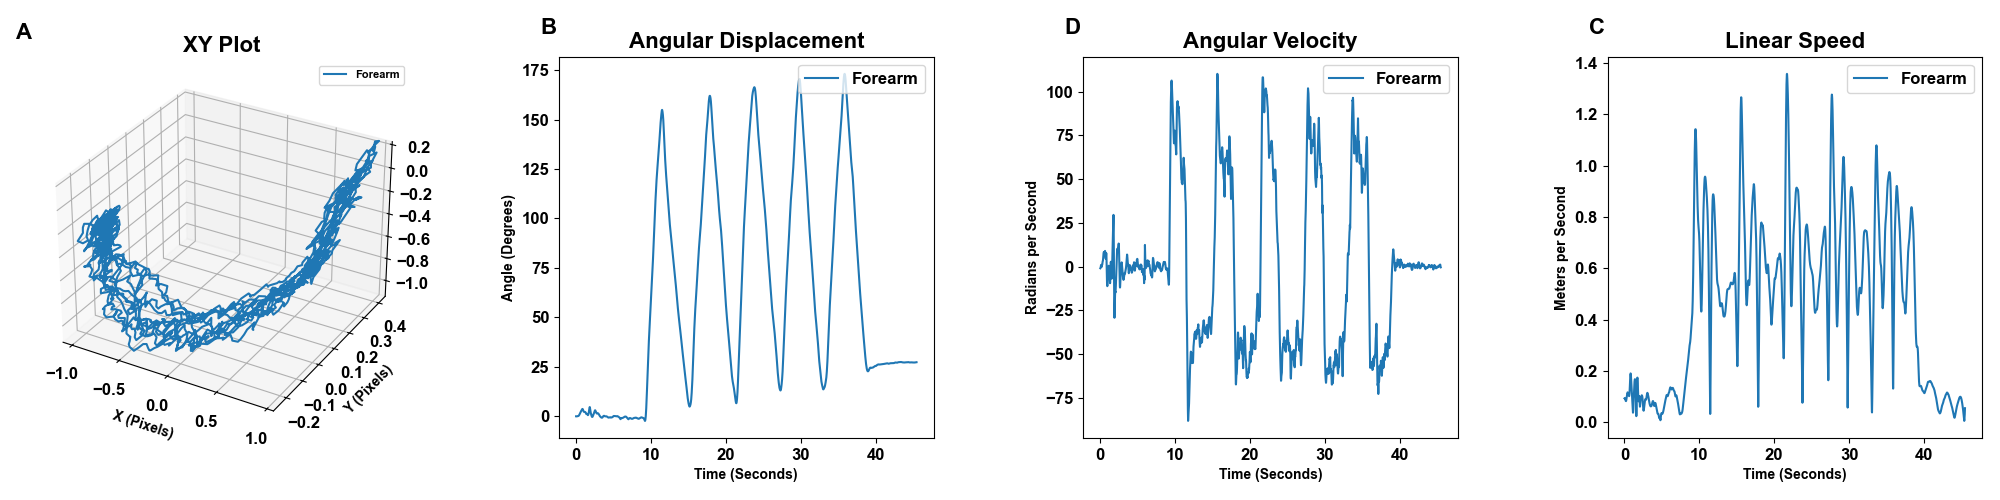 A
XY Plot
Forearm
0.2
0.0
−0.2
−0.4
−0.6
−0.8
−1.0
0.4
0.3
0.2
0.1
0.0
−0.1
−0.2
Y (Pixels)
−1.0
−0.5
0.0
0.5
1.0
X (Pixels)
B
Angular Displacement
Forearm
175
150
125
100
75
50
25
0
Angle (Degrees)
0 10 20 30 40
Time (Seconds)
D
Angular Velocity
Forearm
100
75
50
25
0
−25
−50
−75
Radians per Second
0 10 20 30 40
Time (Seconds)
C
Linear Speed
Forearm
1.4
1.2
1.0
0.8
0.6
0.4
0.2
0.0
Meters per Second
0 10 20 30 40
Time (Seconds)